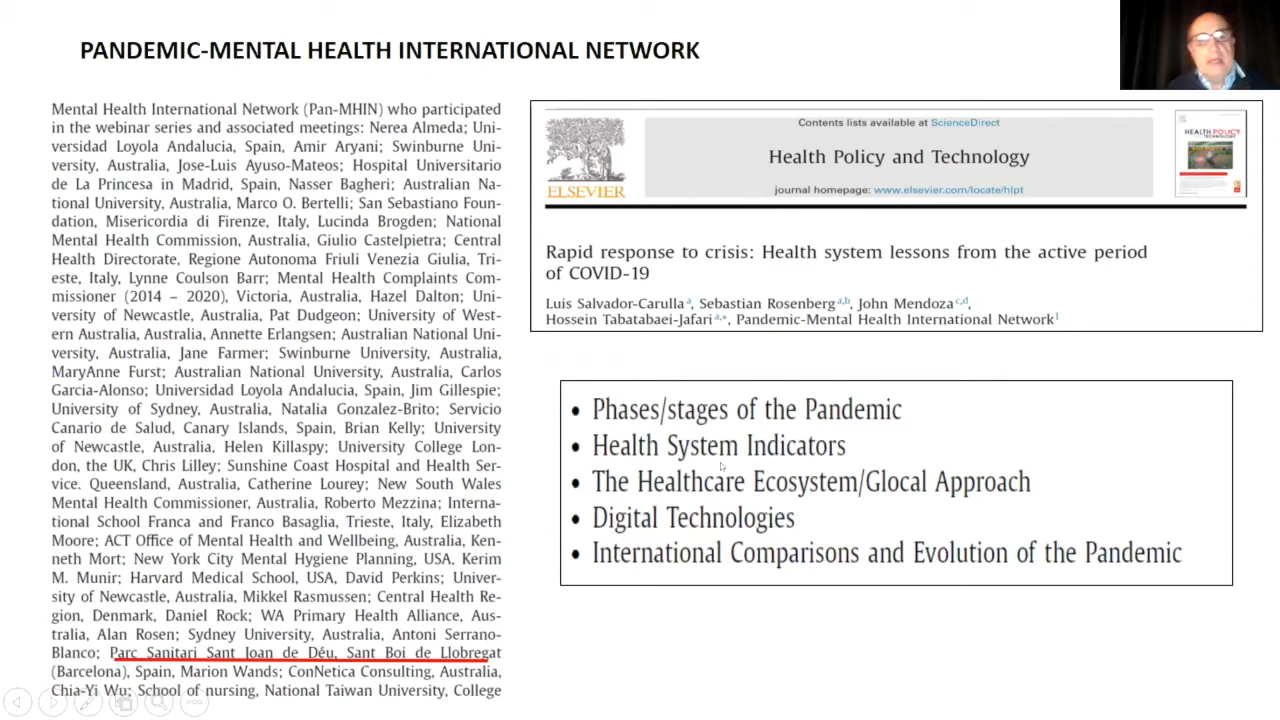 PANDEMIC-MENTAL HEALTH INTERNATIONAL NETWORK
Mental Health International Network (Pan-MHIN) who participated
in the webinar series and associated meetings: Nerea Almeda; Uni-
versidad Loyola Andalucia, Spain, Amir Aryani; Swinburne Uni-
versity, Australia, Jose-Luis Ayuso-Mateos; Hospital Universitario
de La Princesa in Madrid, Spain, Nasser Bagheri; Australian Na-
tional University, Australia, Marco O. Bertelli; San Sebastiano Foun-
dation, Misericordia di Firenze, Italy, Lucinda Brogden; National
Mental Health Commission, Australia, Giulio Castelpietra; Central
Health Directorate, Regione Autonoma Friuli Venezia Giulia, Tri-
este, Italy, Lynne Coulson Barr; Mental Health Complaints Com-
missioner (2014 – 2020), Victoria, Australia, Hazel Dalton; Uni-
versity of Newcastle, Australia, Pat Dudgeon; University of West-
ern Australia, Australia, Annette Erlangsen; Australian National Uni-
versity, Australia, Jane Farmer; Swinburne University, Australia,
MaryAnne Furst; Australian National University, Australia, Carlos
Garcia-Alonso; Universidad Loyola Andalucia, Spain, Jim Gillespie;
University of Sydney, Australia, Natalia Gonzalez-Brito; Servicio
Canario de Salud, Canary Islands, Spain, Brian Kelly; University
of Newcastle, Australia, Helen Killaspy; University College Lon-
don, the UK, Chris Lilley; Sunshine Coast Hospital and Health Ser-
vice. Queensland, Australia, Catherine Lourey; New South Wales
Mental Health Commissioner, Australia, Roberto Mezzina; Interna-
tional School Franca and Franco Basaglia, Trieste, Italy, Elizabeth
Moore; ACT Office of Mental Health and Wellbeing, Australia, Ken-
neth Mort; New York City Mental Hygiene Planning, USA, Kerim
M. Munir; Harvard Medical School, USA, David Perkins; Univer-
sity of Newcastle, Australia, Mikkel Rasmussen; Central Health Re-
gion, Denmark, Daniel Rock; WA Primary Health Alliance, Aus-
tralia, Alan Rosen; Sydney University, Australia, Antoni Serrano-
Blanco; Parc Sanitari Sant Joan de Déu, Sant Boi de Llobregat
(Barcelona), Spain, Marion Wands; ConNetica Consulting, Australia,
Chia-Yi Wu; School of nursing, National Taiwan University, College
Contents lists available at ScienceDirect
Health Policy and Technology
journal homepage: www.elsevier.com/locate/hlpt
ELSEVIER
HEALTH POLICY
TECHNOLOGY
Rapid response to crisis: Health system lessons from the active period
of COVID-19
Luis Salvador-Carulla a, Sebastian Rosenberg a,b, John Mendoza c,d,
Hossein Tabatabaei-Jafari a,*, Pandemic-Mental Health International Network 1
• Phases/stages of the Pandemic
• Health System Indicators
• The Healthcare Ecosystem/Glocal Approach
• Digital Technologies
• International Comparisons and Evolution of the Pandemic